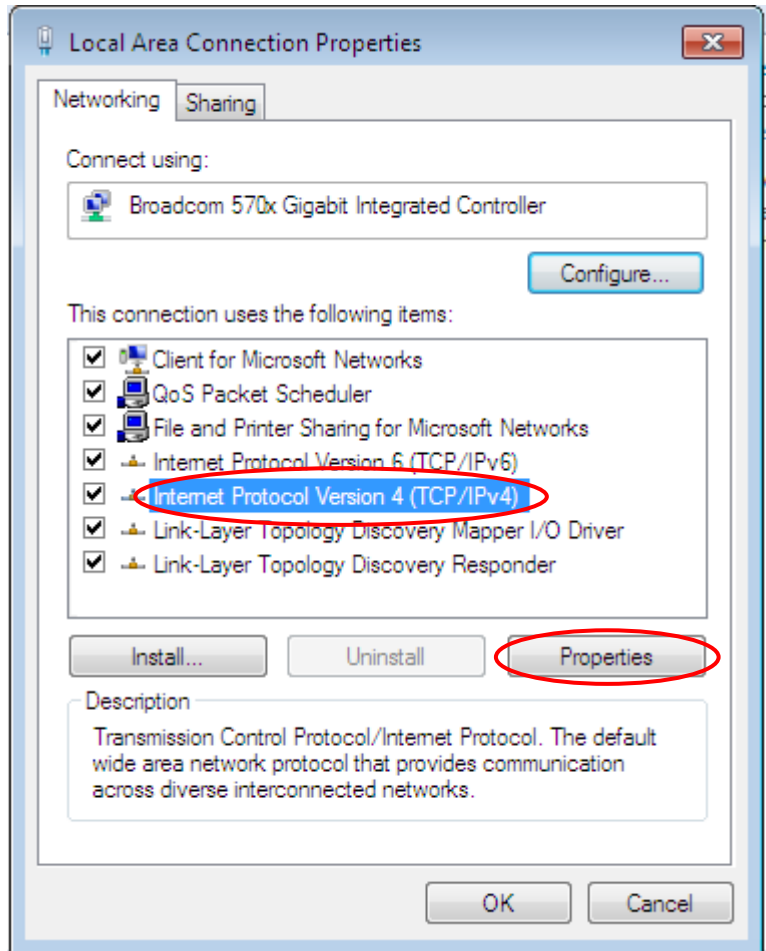 Local Area Connection Properties
Networking
Sharing
Connect using:
Broadcom 570x Gigabit Integrated Controller
Configure...
This connection uses the following items:
Client for Microsoft Networks
QoS Packet Scheduler
File and Printer Sharing for Microsoft Networks
Internet Protocol Version 6 (TCP/IPv6)
Internet Protocol Version 4 (TCP/IPv4)
Link-Layer Topology Discovery Mapper I/O Driver
Link-Layer Topology Discovery Responder
Install...
Uninstall
Properties
Description
Transmission Control Protocol/Internet Protocol. The default
wide area network protocol that provides communication
across diverse interconnected networks.
OK
Cancel